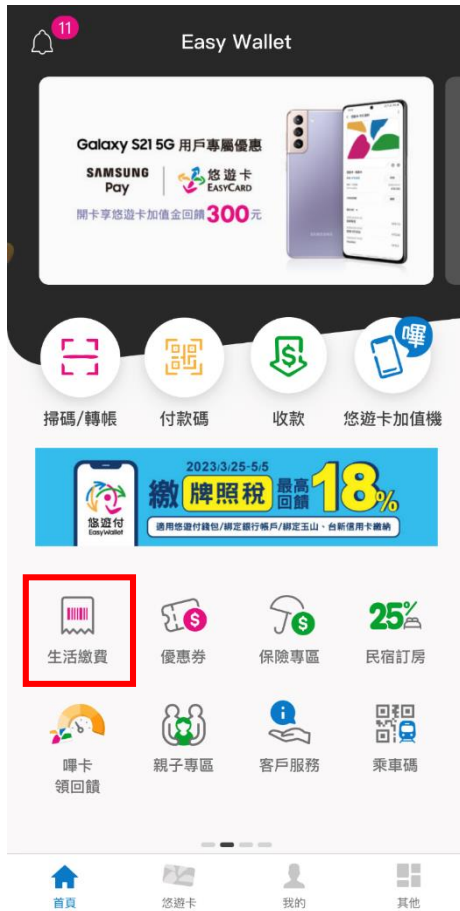 11
Easy Wallet
Galaxy S21 5G 用戶專屬優惠
SAMSUNG
Pay
悠遊卡
EASYCARD
開卡享悠遊卡加值金回饋300元
SAMSUNG
嗶
掃碼/轉帳
付款碼
收款
悠遊卡加值機
悠遊付
EasyWallet
2023/3/25-5/5
繳 牌照稅 最高回饋 18%
適用悠遊付錢包/綁定銀行帳戶/綁定玉山、台新信用卡繳納
25%
生活繳費
優惠券
保險專區
民宿訂房
嗶卡
領回饋
親子專區
客戶服務
乘車碼
首頁
悠遊卡
我的
其他